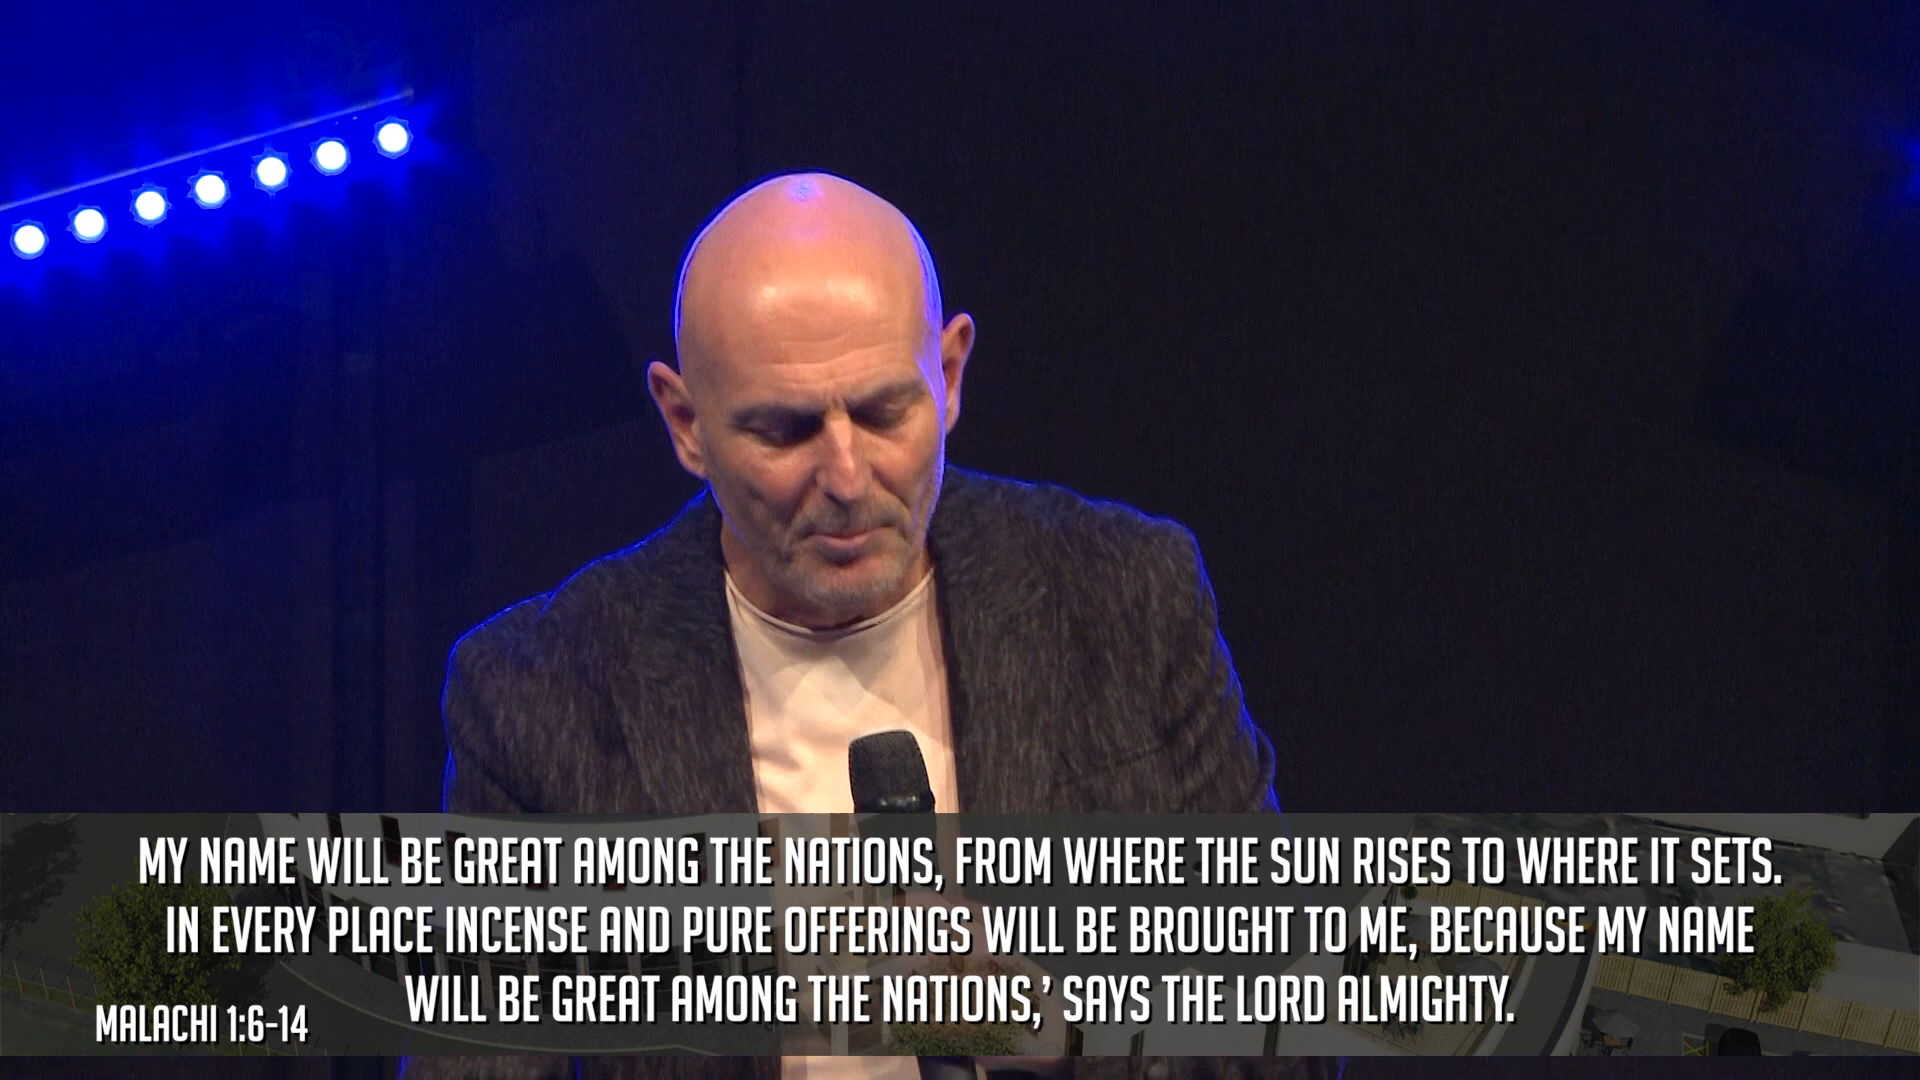 MY NAME WILL BE GREAT AMONG THE NATIONS, FROM WHERE THE SUN RISES TO WHERE IT SETS.
IN EVERY PLACE INCENSE AND PURE OFFERINGS WILL BE BROUGHT TO ME, BECAUSE MY NAME
WILL BE GREAT AMONG THE NATIONS,’ SAYS THE LORD ALMIGHTY.
MALACHI 1:6-14